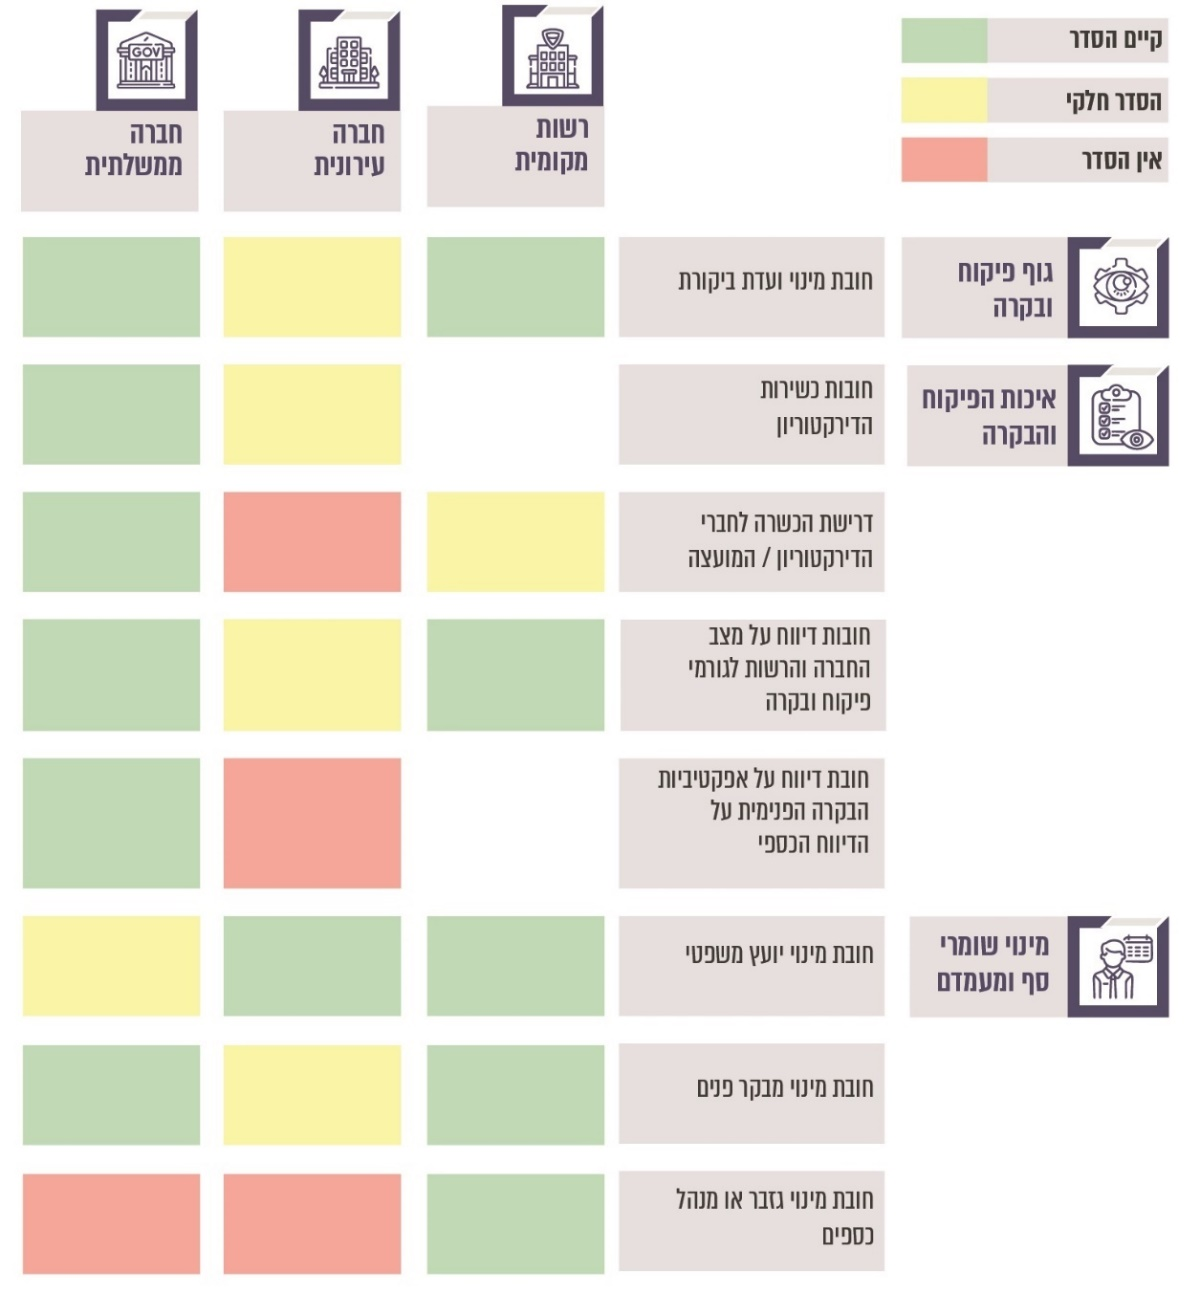 קיים הסדר
הסדר חלקי
אין הסדר
רשות
מקומית
חברה
עירונית
GOV
חברה
ממשלתית
גוף פיקוח
ובקרה
חובת מינוי ועדת ביקורת
איכות הפיקוח
והבקרה
חובות כשירות
הדירקטוריון
דרישת הכשרה לחברי
הדירקטוריון / המועצה
חובות דיווח על מצב
החברה והרשות לגורמי
פיקוח ובקרה
חובת דיווח על אפקטיביות
הבקרה הפנימית על
הדיווח הכספי
מינוי שומרי
סף ומעמדם
חובת מינוי יועץ משפטי
חובת מינוי מבקר פנים
חובת מינוי גזבר או מנהל
כספים